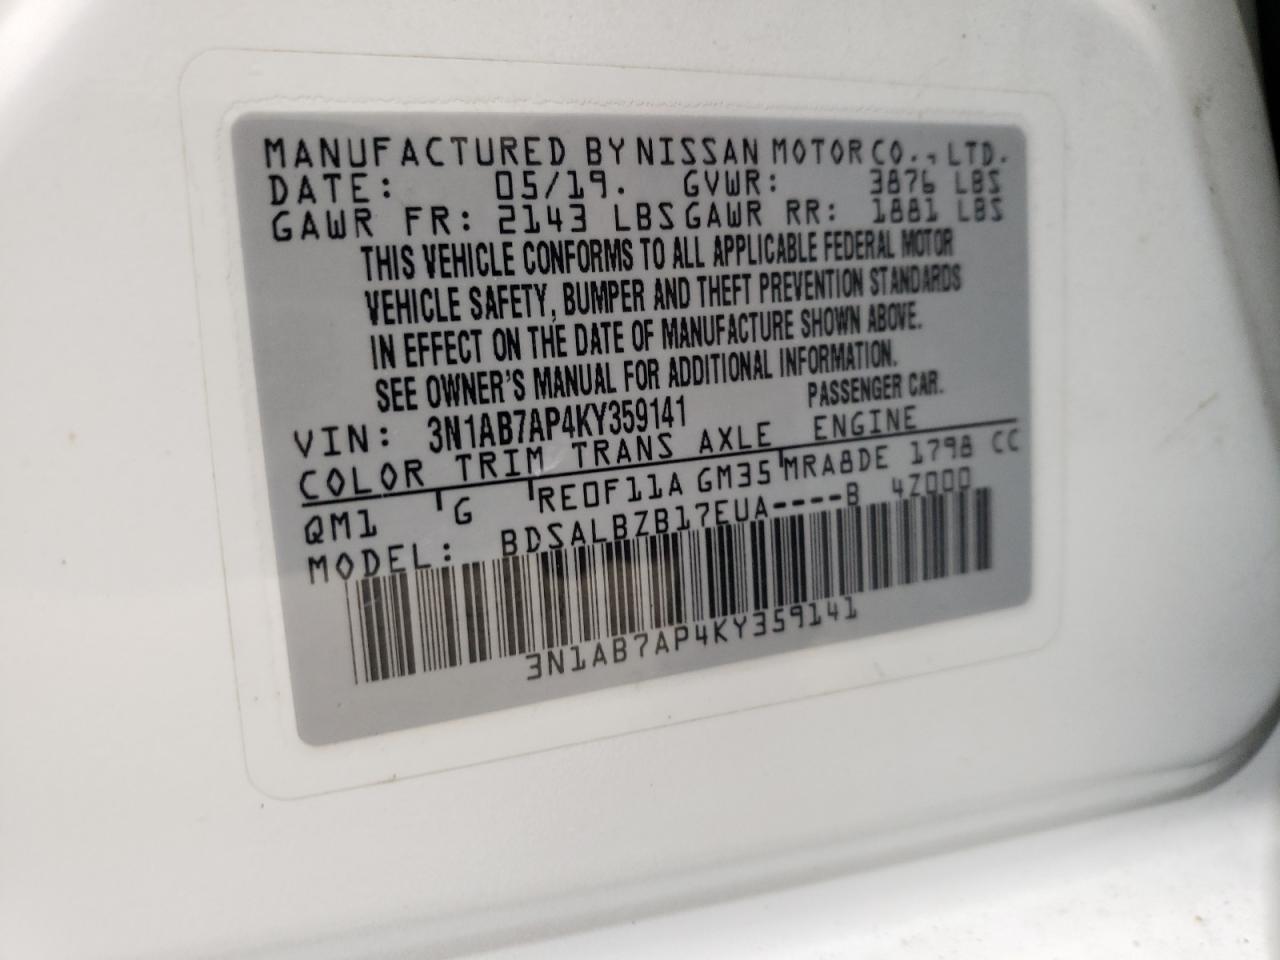 MANUFACTURED BY NISSAN MOTOR CO., LTD.
DATE: 05/19. GVWR: 3876 LBS
GAWR FR: 2143 LBS GAWR RR: 1881 LBS
THIS VEHICLE CONFORMS TO ALL APPLICABLE FEDERAL MOTOR
VEHICLE SAFETY, BUMPER AND THEFT PREVENTION STANDARDS
IN EFFECT ON THE DATE OF MANUFACTURE SHOWN ABOVE.
SEE OWNER'S MANUAL FOR ADDITIONAL INFORMATION.
VIN: 3N1AB7AP4KY359141 PASSENGER CAR.
COLOR TRIM TRANS AXLE ENGINE
QM1 G RE0F11A GM35 MRA8DE 1798 CC
MODEL: BDSALBZB17EUA----B 4Z000
3N1AB7AP4KY359141